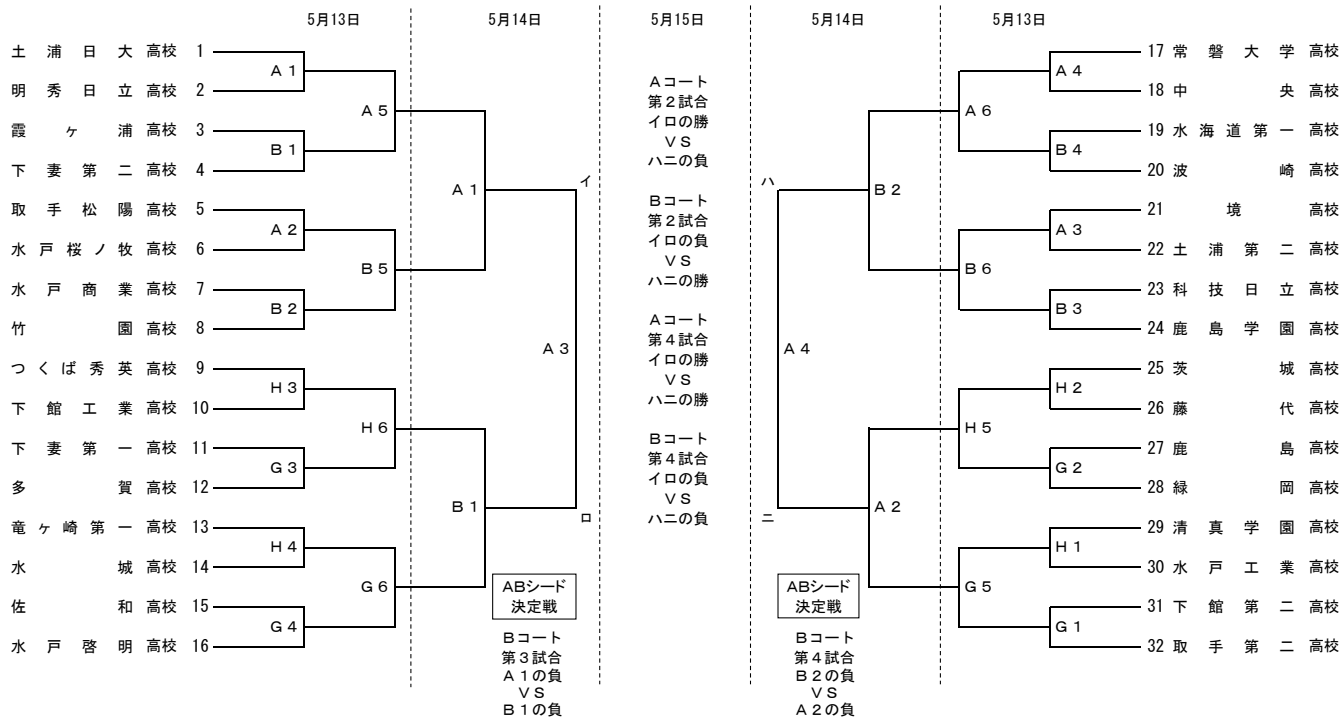 5月13日 5月14日 5月15日 5月14日 5月13日
土浦日大高校 1
明秀日立高校 2
霞ヶ浦高校 3
下妻第二高校 4
取手松陽高校 5
水戸桜ノ牧高校 6
水戸商業高校 7
竹園高校 8
つくば秀英高校 9
下館工業高校 10
下妻第一高校 11
多賀高校 12
竜ヶ崎第一高校 13
水城高校 14
佐和高校 15
水戸啓明高校 16
A1
B1
A2
B2
H3
G3
H4
G4
A5
B5
H6
G6
A1
B1
イ
A3
ロ
ABシード
決定戦
Bコート
第3試合
A1の負
VS
B1の負
Aコート
第2試合
イロの勝
VS
ハニの負
Bコート
第2試合
イロの負
VS
ハニの勝
Aコート
第4試合
イロの勝
VS
ハニの勝
Bコート
第4試合
イロの負
VS
ハニの負
ハ
A4
ニ
B2
A2
ABシード
決定戦
Bコート
第4試合
B2の負
VS
A2の負
A6
B6
H5
G5
A4
B4
A3
B3
H2
G2
H1
G1
17 常磐大学高校
18 中央高校
19 水海道第一高校
20 波崎高校
21 境高校
22 土浦第二高校
23 科技日立高校
24 鹿島学園高校
25 茨城高校
26 藤代高校
27 鹿島高校
28 緑岡高校
29 清真学園高校
30 水戸工業高校
31 下館第二高校
32 取手第二高校